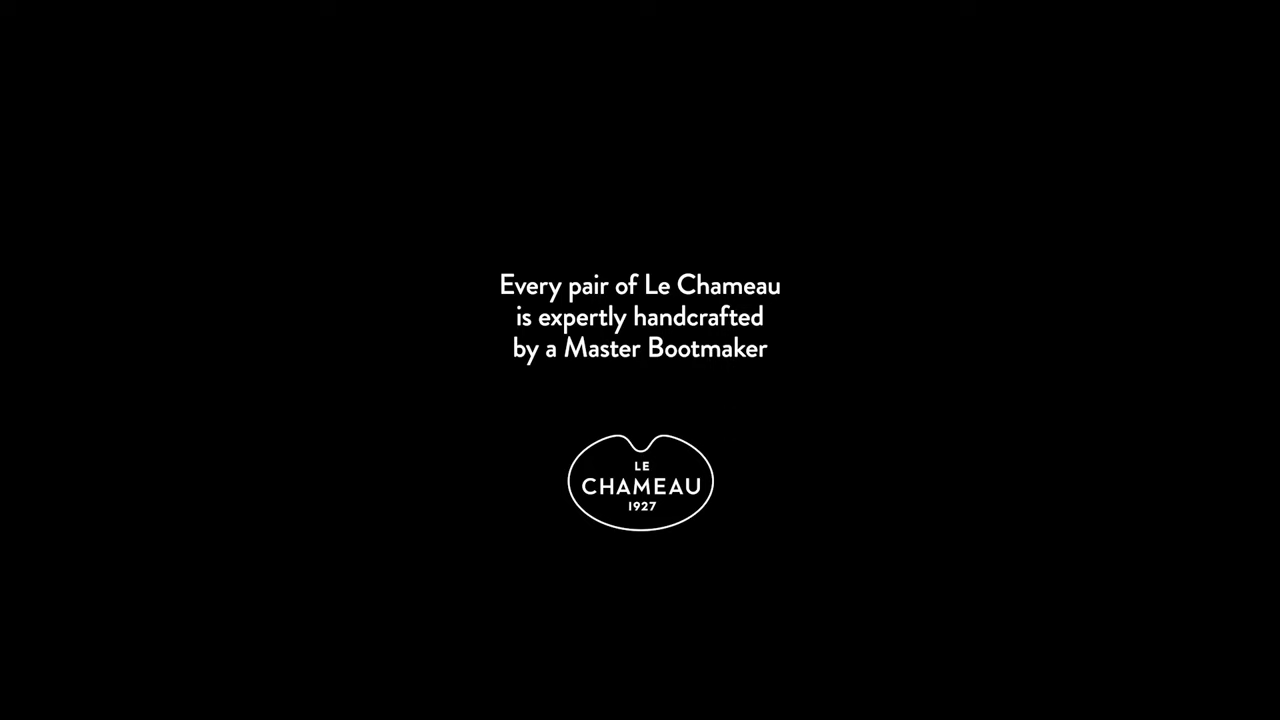 Every pair of Le Chameau
is expertly handcrafted
by a Master Bootmaker
LE
CHAMEAU
1927